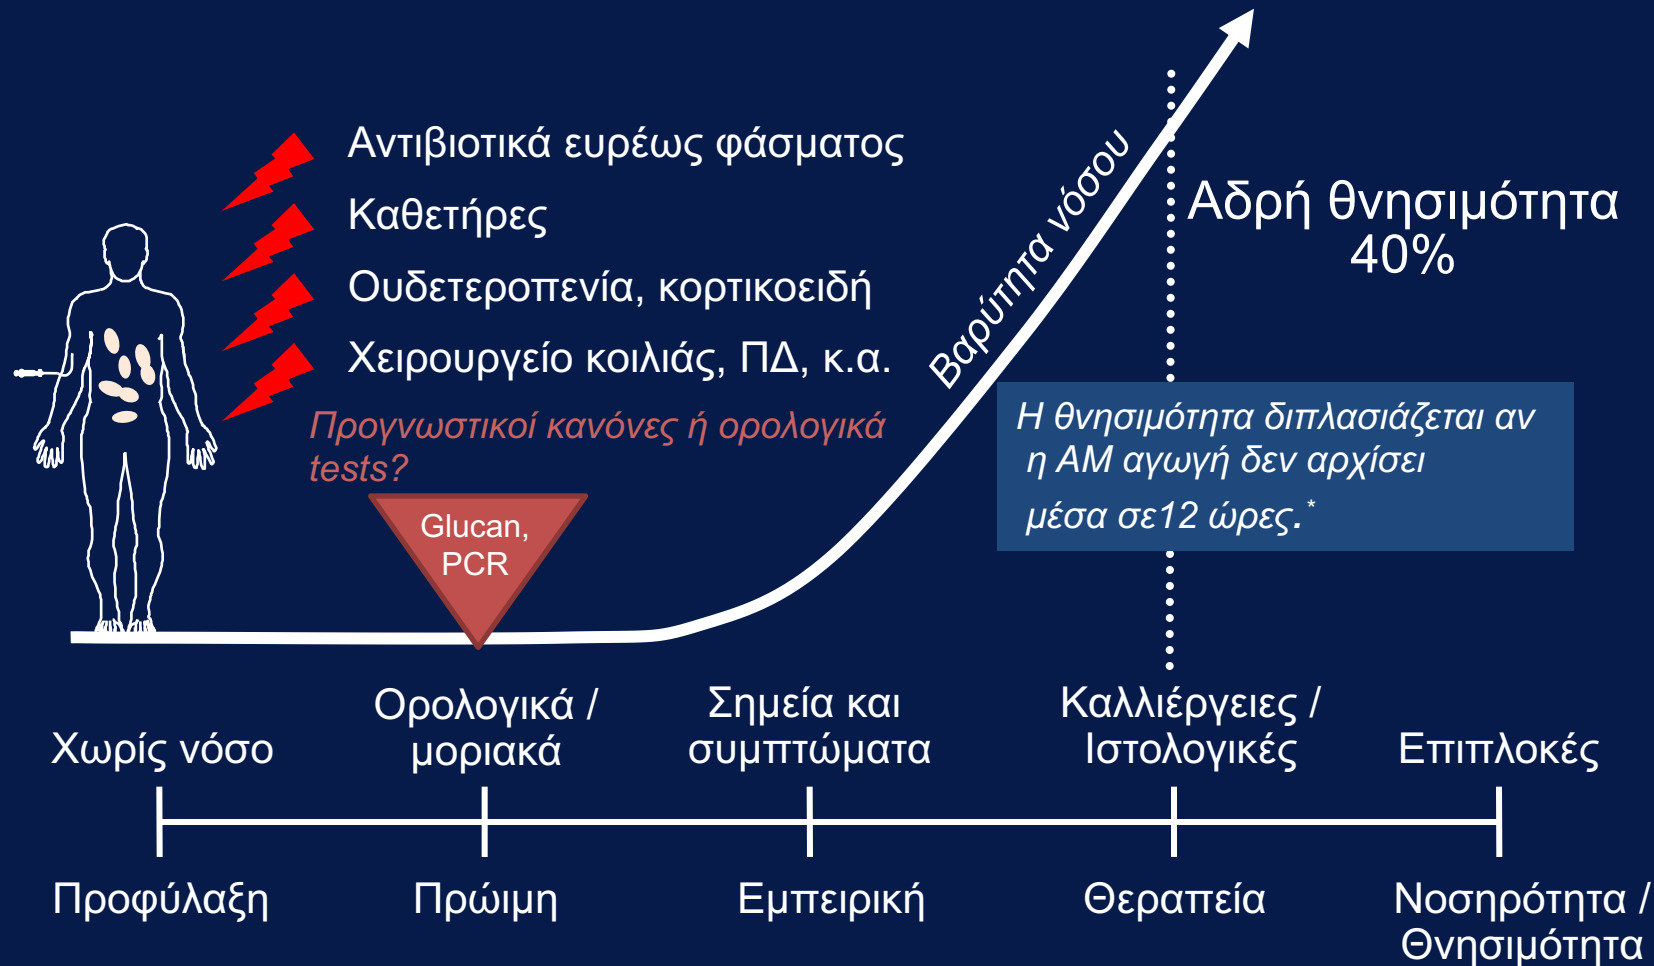 Αντιβιοτικά ευρέως φάσματος
Καθετήρες
Ουδετεροπενία, κορτικοειδή
Χειρουργείο κοιλιάς, ΠΔ, κ.α.
Προγνωστικοί κανόνες ή ορολογικά
tests?
Glucan,
PCR
Βαρύτητα νόσου
Αδρή θνησιμότητα
40%
Η θνησιμότητα διπλασιάζεται αν
η ΑΜ αγωγή δεν αρχίσει
μέσα σε12 ώρες.*
Χωρίς νόσο
Ορολογικά /
μοριακά
Σημεία και
συμπτώματα
Καλλιέργειες /
Ιστολογικές
Επιπλοκές
Προφύλαξη
Πρώιμη
Εμπειρική
Θεραπεία
Νοσηρότητα /
Θνησιμότητα